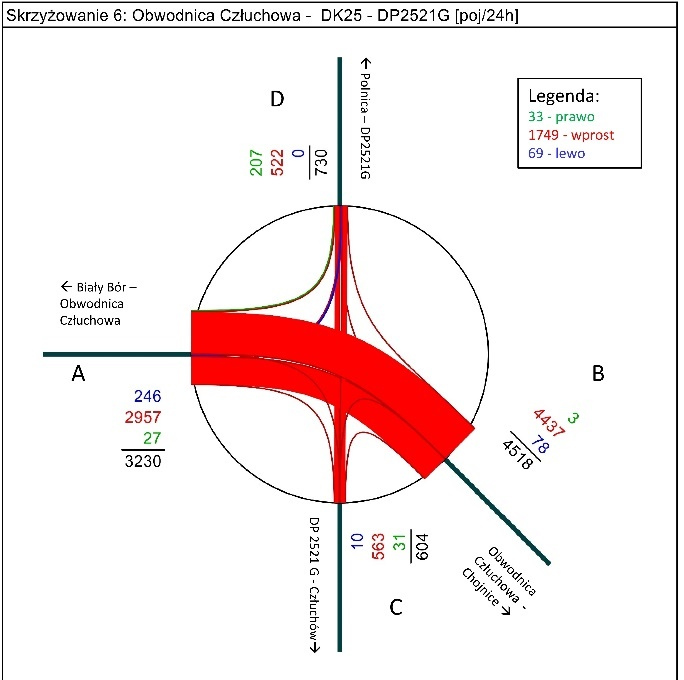 Skrzyżowanie 6: Obwodnica Człuchowa - DK25 - DP2521G [poj/24h]
D
← Polnica – DP2521G
Legenda:
33 - prawo
1749 - wprost
69 - lewo
207
522
0
730
← Biały Bór –
Obwodnica
Człuchowa
A
246
2957
27
3230
B
3
4437
78
4518
Obwodnica
Człuchowa -
Chojnice →
DP 2521 G - Człuchów→
10
563
31
604
C